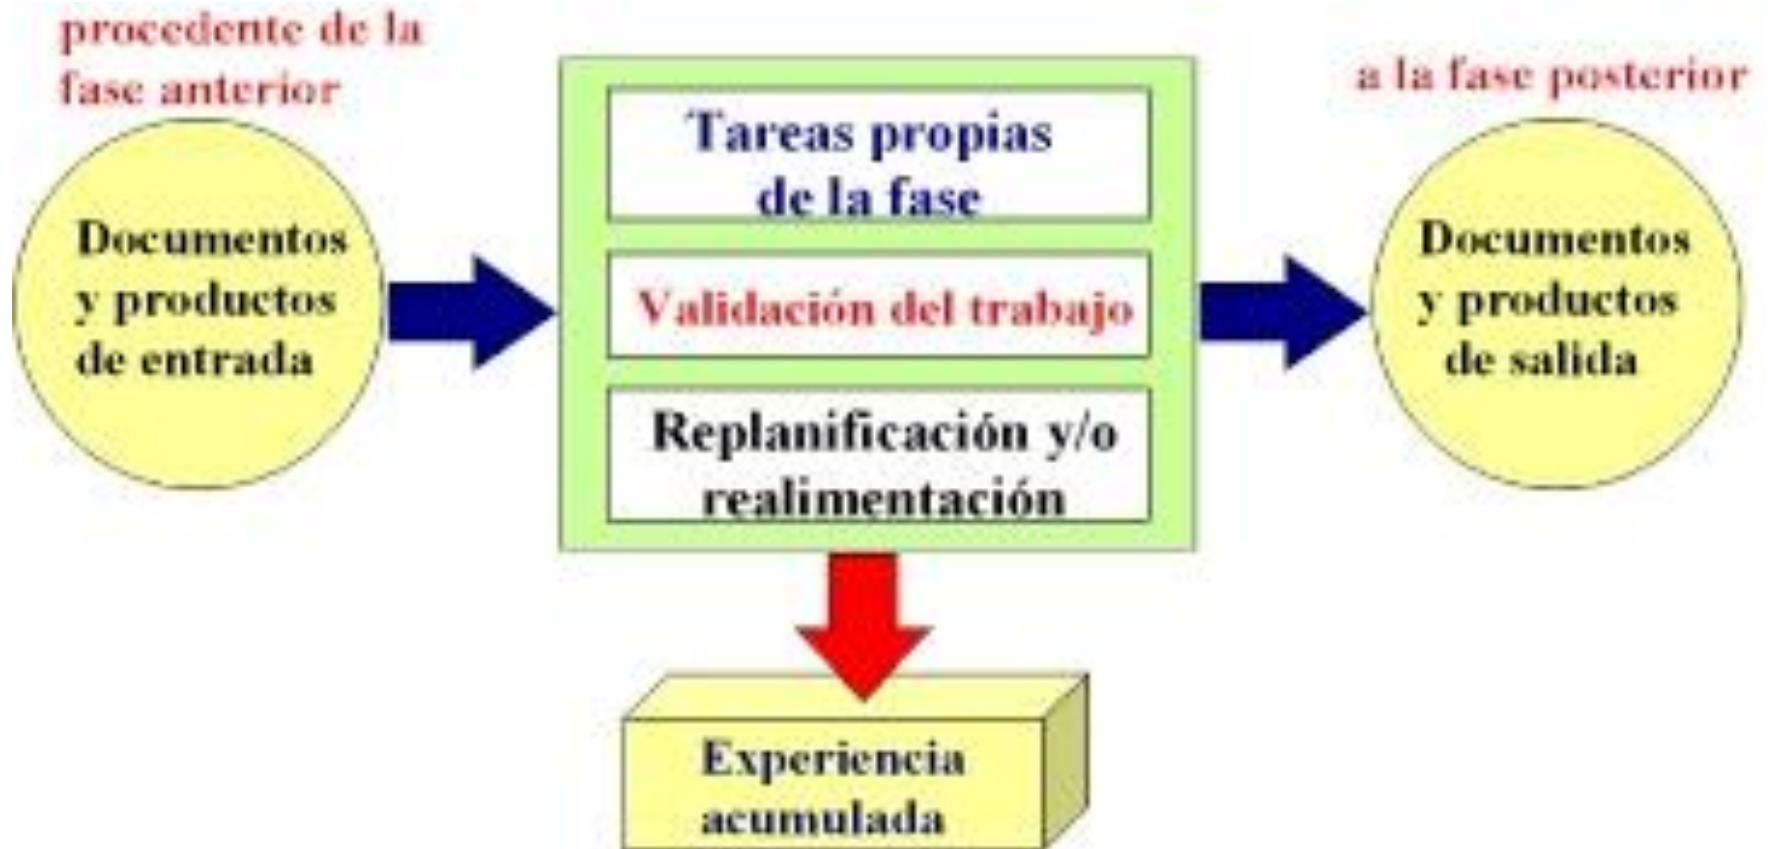 procedente de la
fase anterior
a la fase posterior
Documentos
y productos
de entrada
Tareas propias
de la fase
Validación del trabajo
Replanificación y/o
realimentación
Documentos
y productos
de salida
Experiencia
acumulada